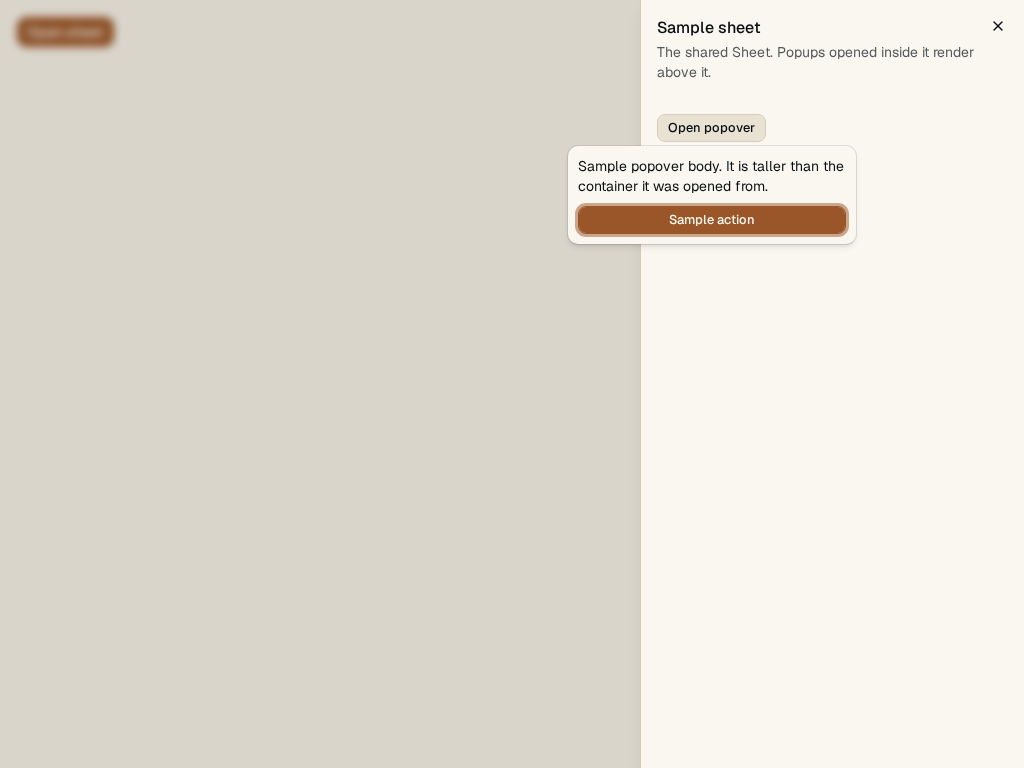 Sample sheet
The shared Sheet. Popups opened inside it render
above it.
Open popover
Sample popover body. It is taller than the
container it was opened from.
Sample action